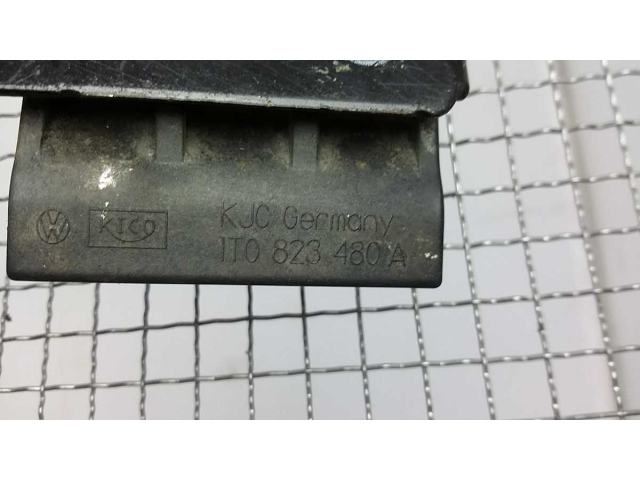 KICO
KJC Germany
1T0 823 480 A